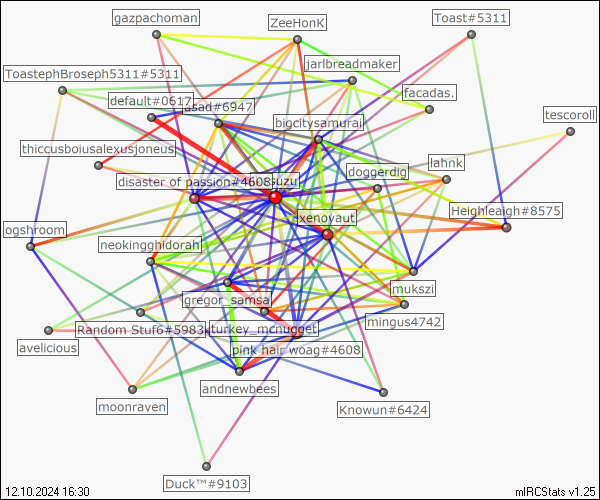 gazpachoman
ZeeHonK
Toast#5311
jarlbreadmaker
ToastephBroseph5311#5311
facadas.
default#0617
asad#6947
tescoroll
bigcitysamurai
thiccusboiusalexusjoneus
lahnk
doggerdig
disaster of passion#4608
suzu
Heighleaigh#8575
xenoyaut
ogshroom
neokingghidorah
mukszi
gregor_samsa
mingus4742
Random Stuf6#5983
turkey_mcnugget
avelicious
pink hair woag#4608
andnewbees
moonraven
Knowun#6424
Duck™#9103
12.10.2024 16:30
mIRCStats v1.25